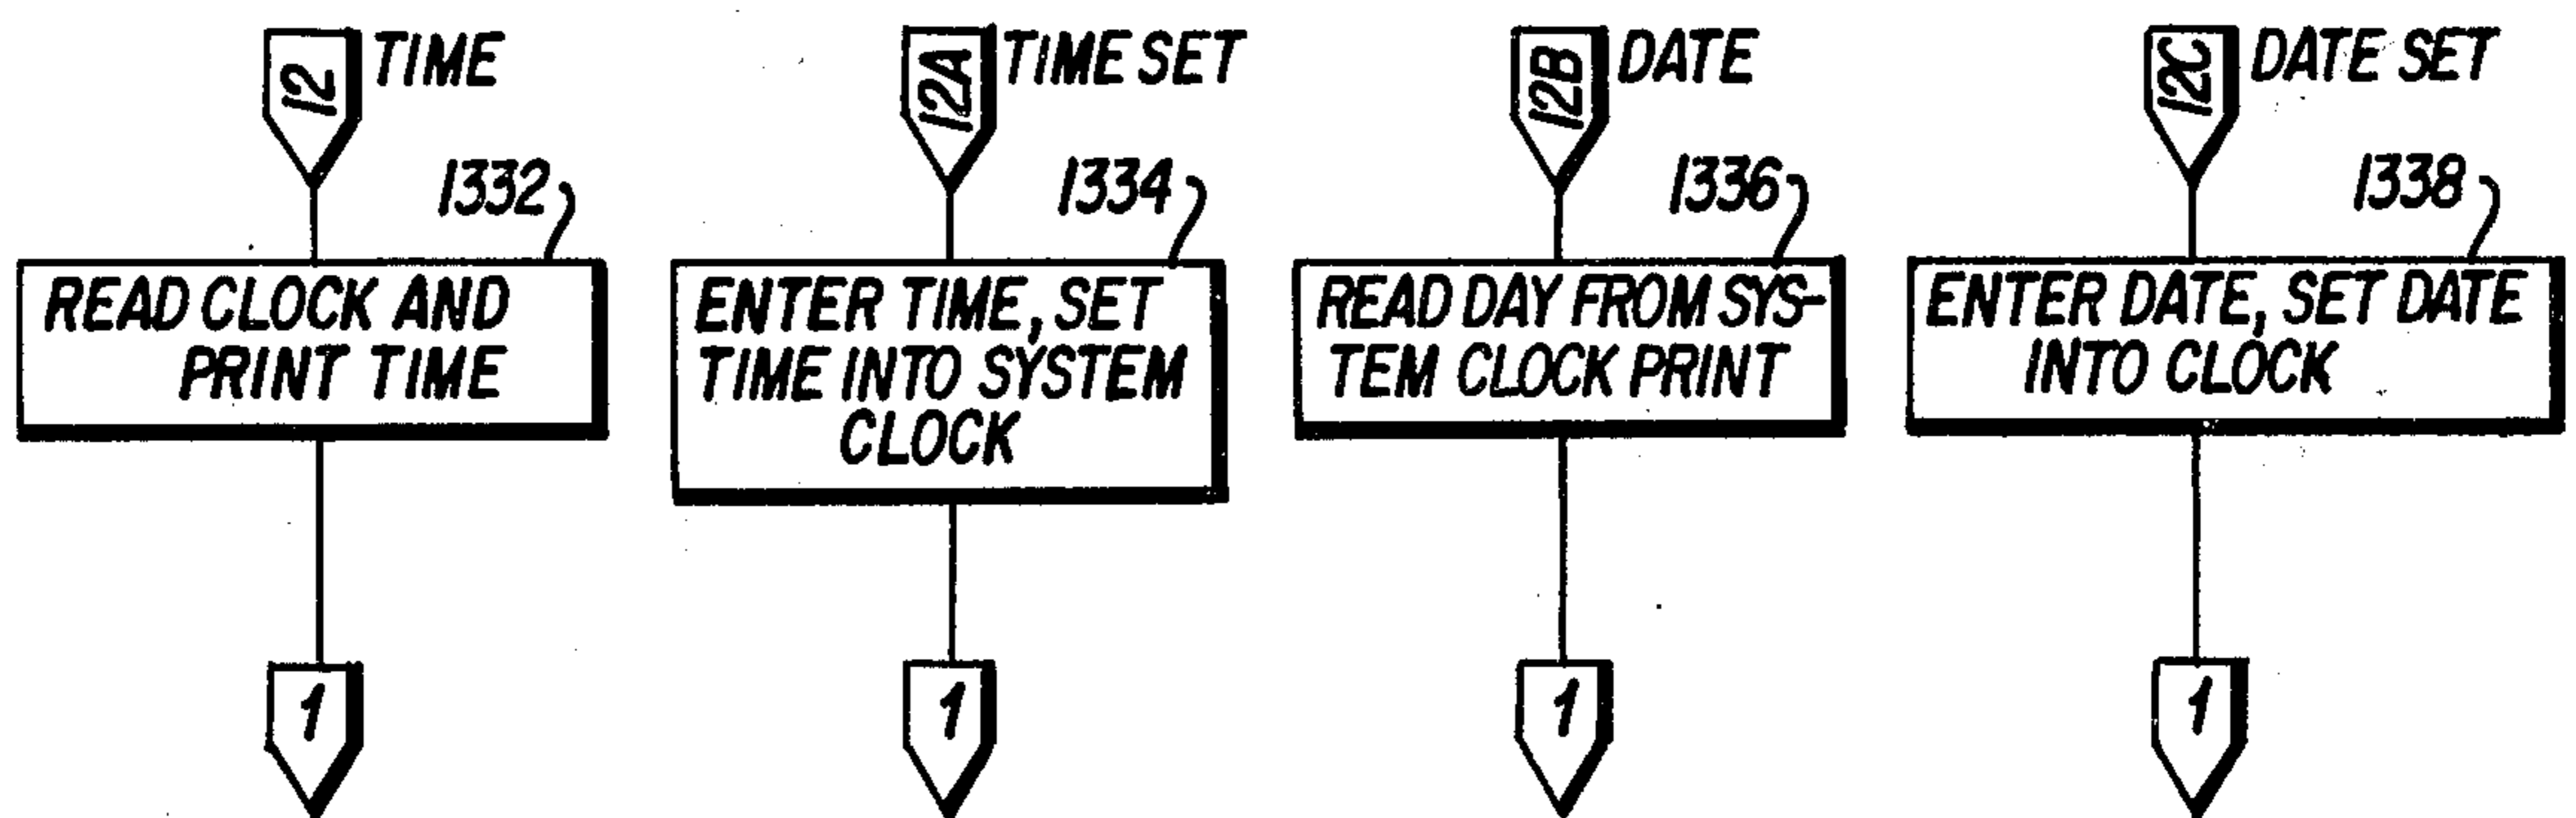 12 TIME
1332
READ CLOCK AND
PRINT TIME
1
12A TIME SET
1334
ENTER TIME, SET
TIME INTO SYSTEM
CLOCK
1
12B DATE
1336
READ DAY FROM SYS-
TEM CLOCK PRINT
1
12C DATE SET
1338
ENTER DATE, SET DATE
INTO CLOCK
1